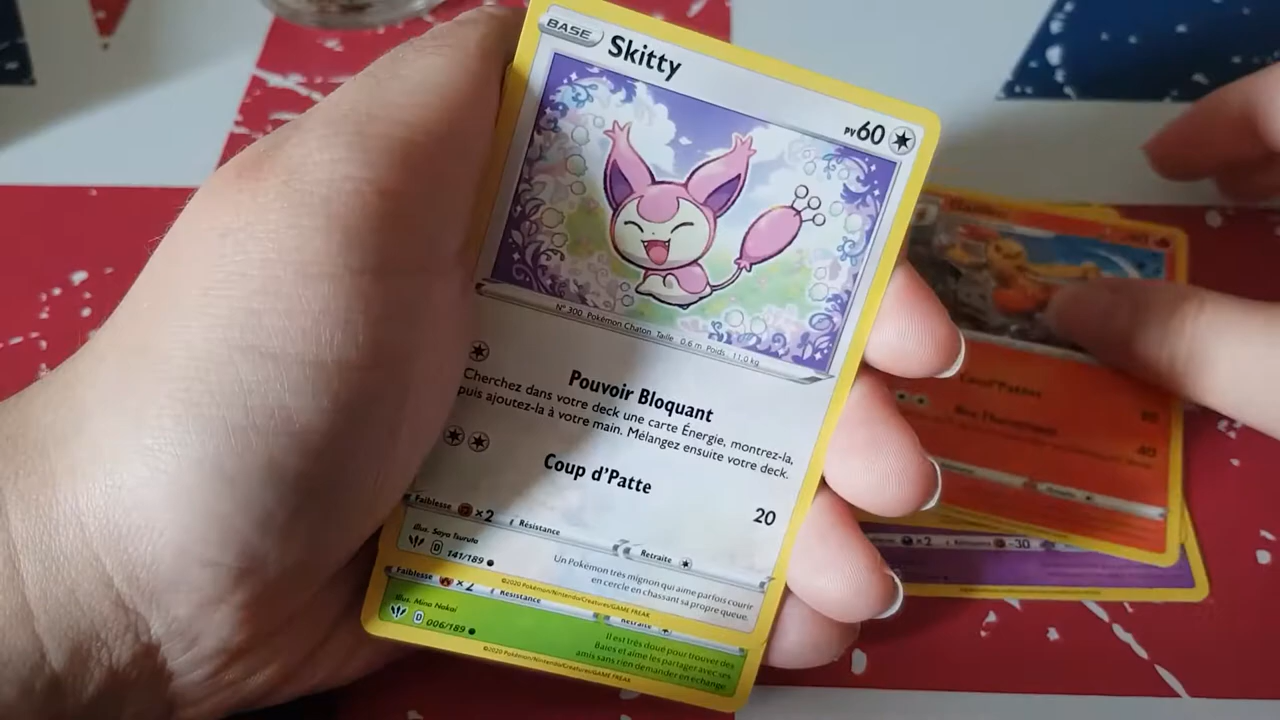 BASE Skitty
PV60
N° 300 Pokémon Chaton Taille 0,6 m Poids 11,0 kg
Pouvoir Bloquant
Cherchez dans votre deck une carte Énergie, montrez-la,
puis ajoutez-la à votre main. Mélangez ensuite votre deck.
Coup d'Patte
20
Faiblesse ×2 Résistance Retraite
Illus. Saya Tsuruta
D 141/189
Un Pokémon très mignon qui aime parfois courir
en cercle en chassant sa propre queue.
©2020 Pokémon/Nintendo/Creatures/GAME FREAK
Faiblesse ×2 Résistance Retraite
Illus. Mina Nakai
D 006/189
Il est très doué pour trouver des
Baies et aime les partager avec ses
amis sans rien demander en échange.
©2020 Pokémon/Nintendo/Creatures/GAME FREAK
×2
-30